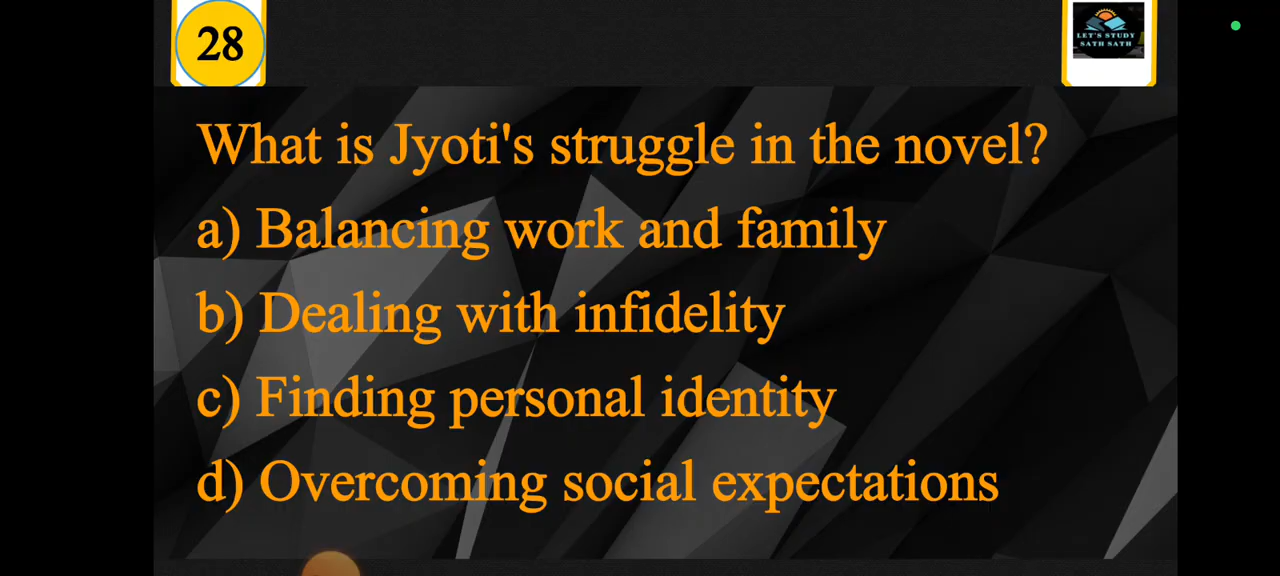 28
LET'S STUDY
SATH SATH
What is Jyoti's struggle in the novel?
a) Balancing work and family
b) Dealing with infidelity
c) Finding personal identity
d) Overcoming social expectations